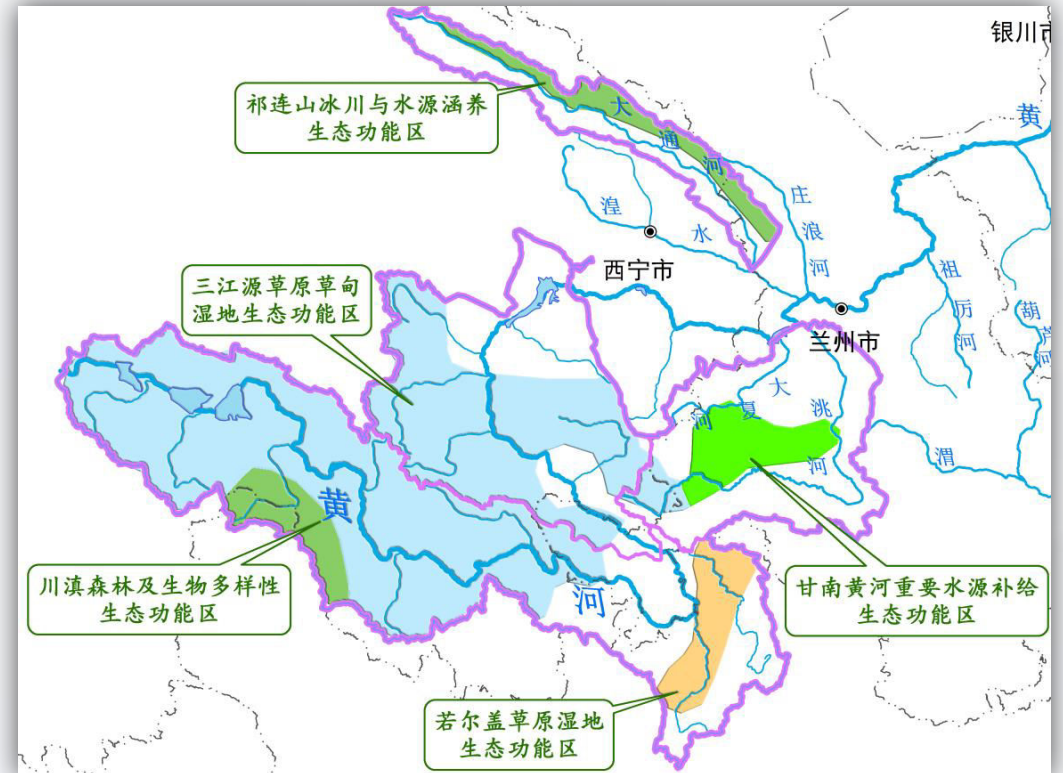 银川市
祁连山冰川与水源涵养
生态功能区
黄
大通河
庄浪河
湟水
西宁市
祖厉河
葫芦河
三江源草原草甸
湿地生态功能区
兰州市
大夏河
洮河
渭
黄河
川滇森林及生物多样性
生态功能区
甘南黄河重要水源补给
生态功能区
若尔盖草原湿地
生态功能区